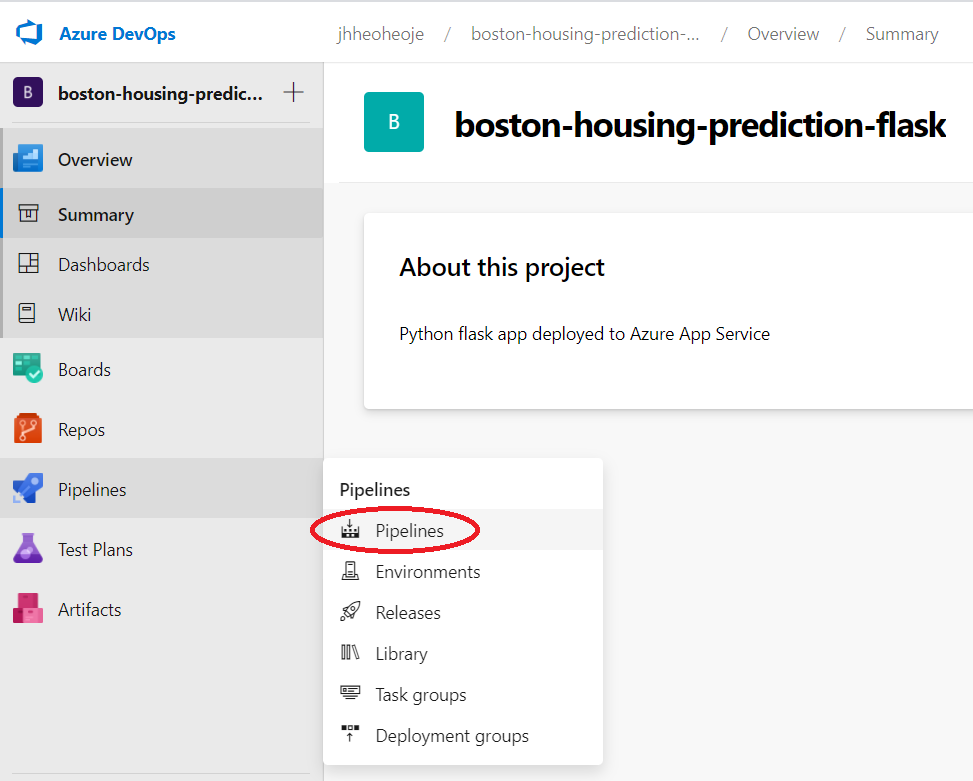 Azure DevOps
jhheoheoje / boston-housing-prediction-... / Overview / Summary
B boston-housing-predic... +
B boston-housing-prediction-flask
Overview
Summary
Dashboards
Wiki
Boards
Repos
Pipelines
Test Plans
Artifacts
About this project
Python flask app deployed to Azure App Service
Pipelines
Pipelines
Environments
Releases
Library
Task groups
Deployment groups